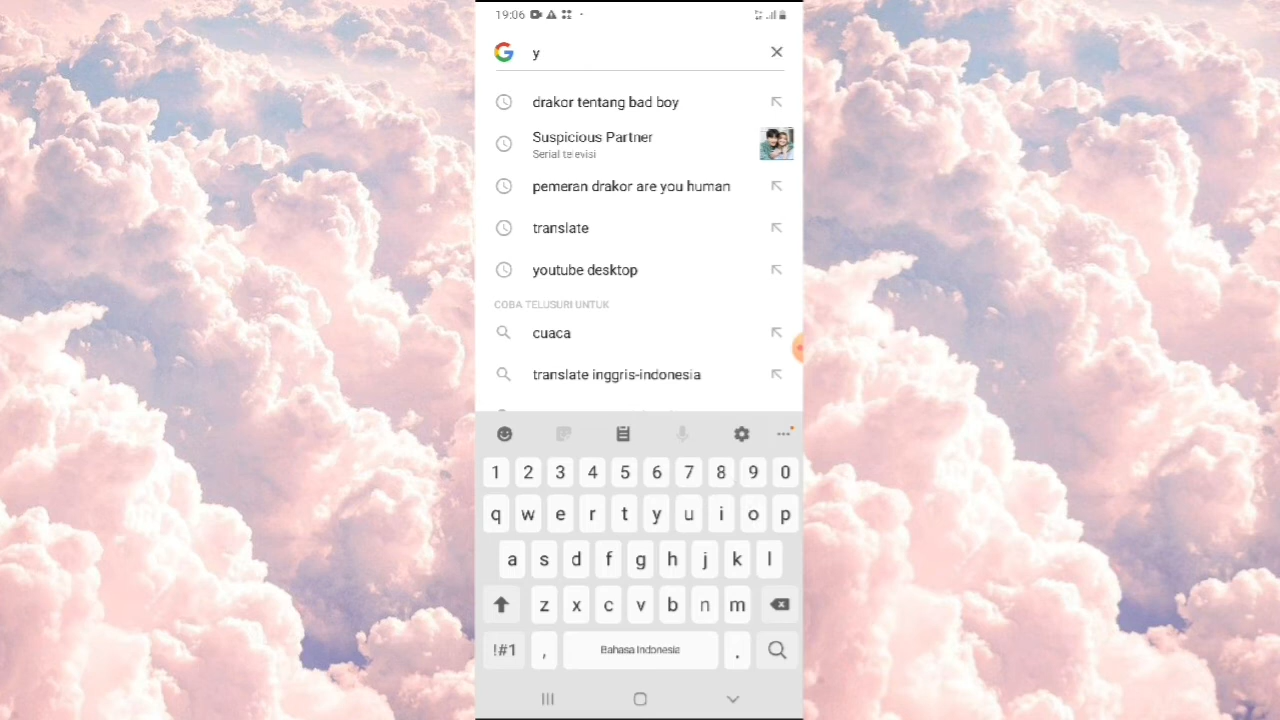 19:06
y
drakor tentang bad boy
Suspicious Partner
Serial televisi
pemeran drakor are you human
translate
youtube desktop
COBA TELUSURI UNTUK
cuaca
translate inggris-indonesia
1 2 3 4 5 6 7 8 9 0
q w e r t y u i o p
a s d f g h j k l
z x c v b n m
!#1 , Bahasa Indonesia .